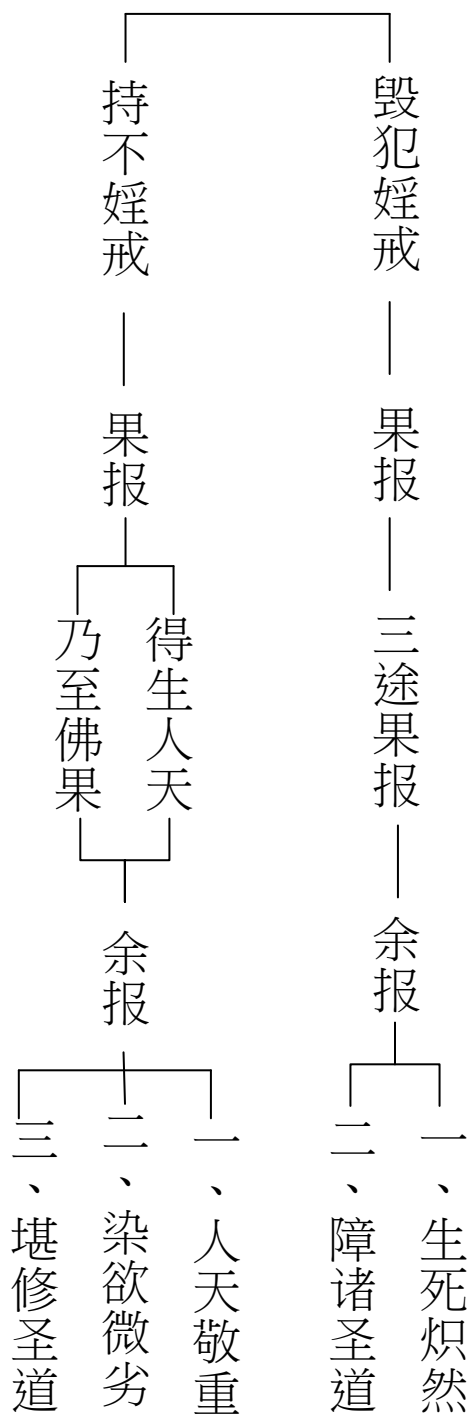 毁犯婬戒
果报
三途果报
余报
一、生死炽然
二、障诸圣道
持不婬戒
果报
得生人天
乃至佛果
余报
一、人天敬重
二、染欲微劣
三、堪修圣道